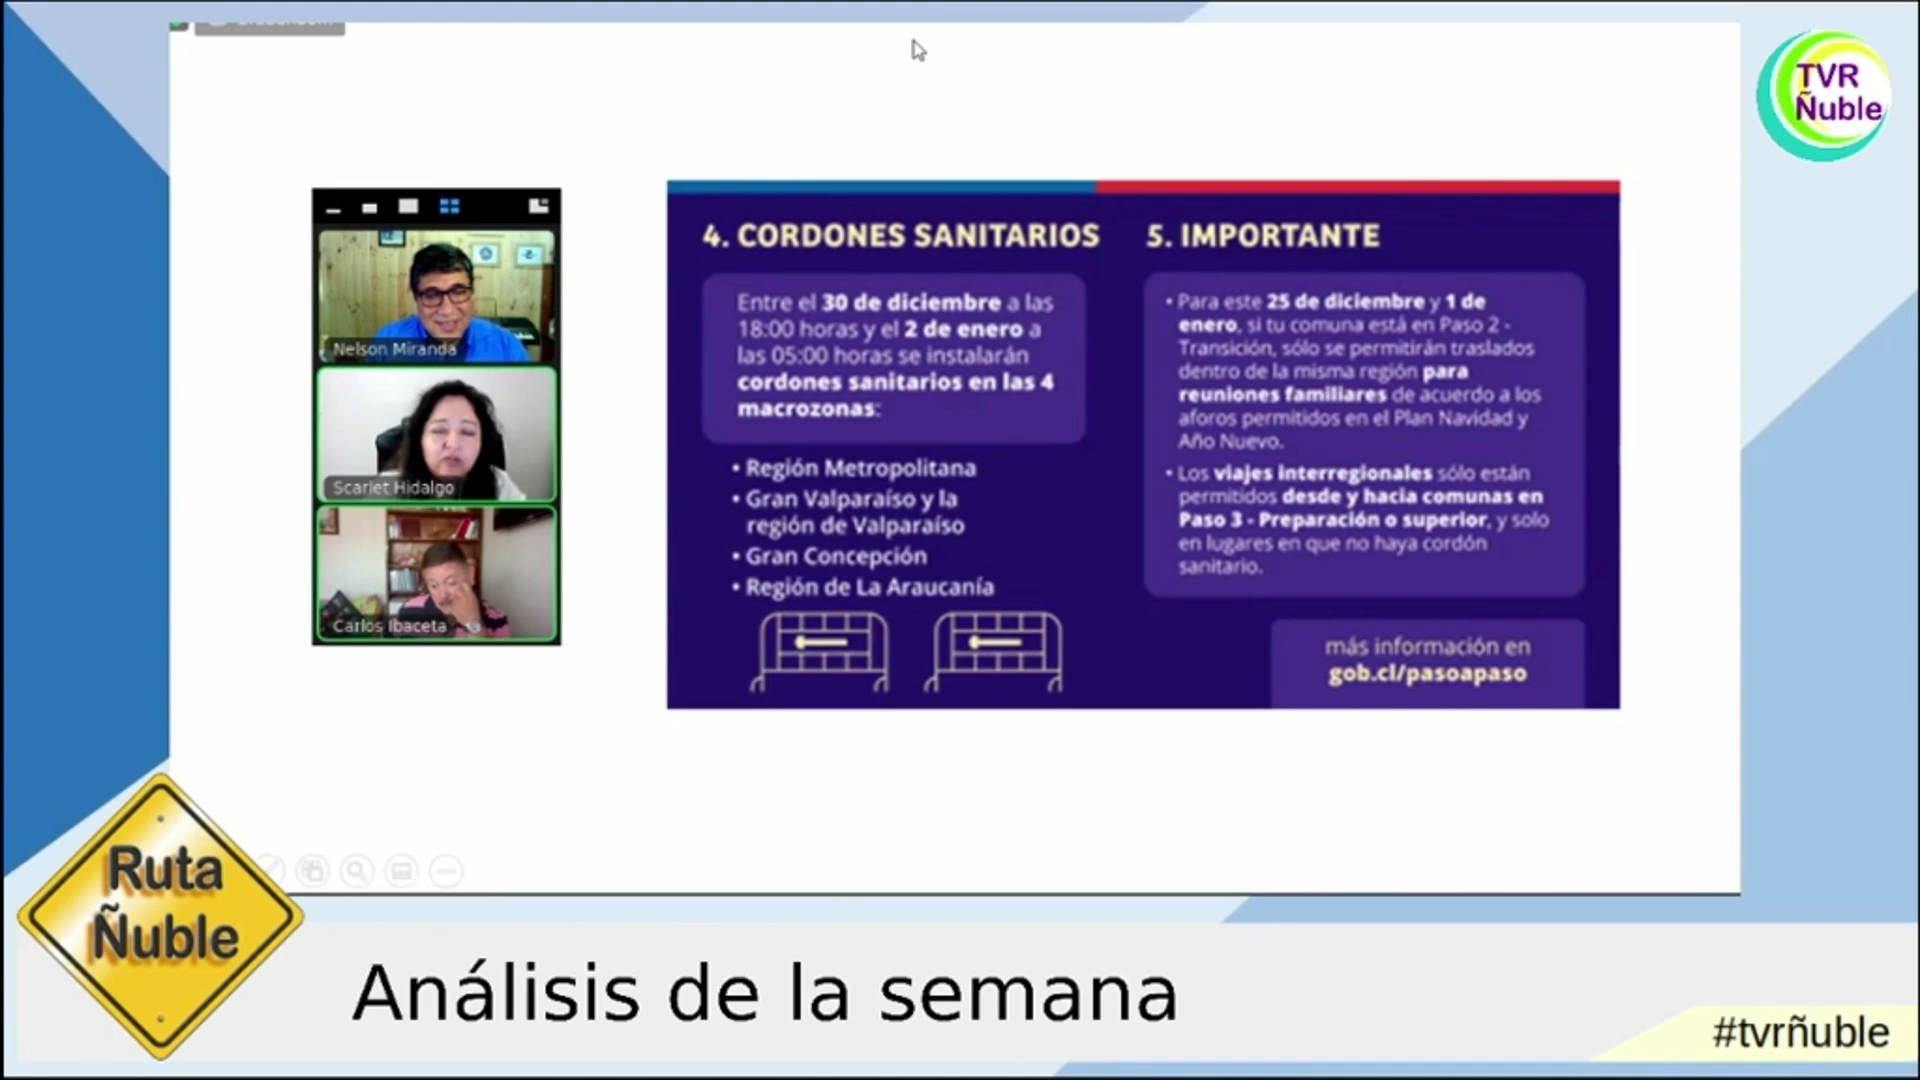 TVR
Ñuble
Nelson Miranda
Scarlet Hidalgo
Carlos Ibaceta
4. CORDONES SANITARIOS
Entre el 30 de diciembre a las
18:00 horas y el 2 de enero a
las 05:00 horas se instalarán
cordones sanitarios en las 4
macrozonas:
• Región Metropolitana
• Gran Valparaíso y la
región de Valparaíso
• Gran Concepción
• Región de La Araucanía
5. IMPORTANTE
• Para este 25 de diciembre y 1 de
enero, si tu comuna está en Paso 2 -
Transición, sólo se permitirán traslados
dentro de la misma región para
reuniones familiares de acuerdo a los
aforos permitidos en el Plan Navidad y
Año Nuevo.
• Los viajes interregionales sólo están
permitidos desde y hacia comunas en
Paso 3 - Preparación o superior, y solo
en lugares en que no haya cordón
sanitario.
más información en
gob.cl/pasoapaso
Ruta
Ñuble
Análisis de la semana
#tvrñuble